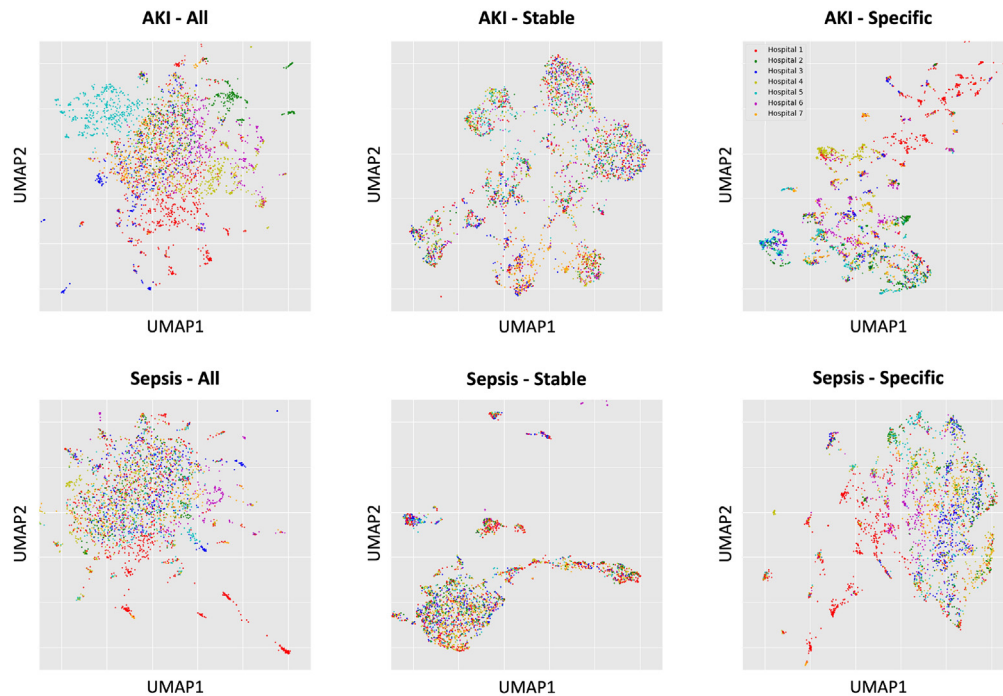 AKI - All
AKI - Stable
AKI - Specific
Hospital 1
Hospital 2
Hospital 3
Hospital 4
Hospital 5
Hospital 6
Hospital 7
UMAP2
UMAP2
UMAP2
UMAP1
UMAP1
UMAP1
Sepsis - All
Sepsis - Stable
Sepsis - Specific
UMAP2
UMAP2
UMAP2
UMAP1
UMAP1
UMAP1